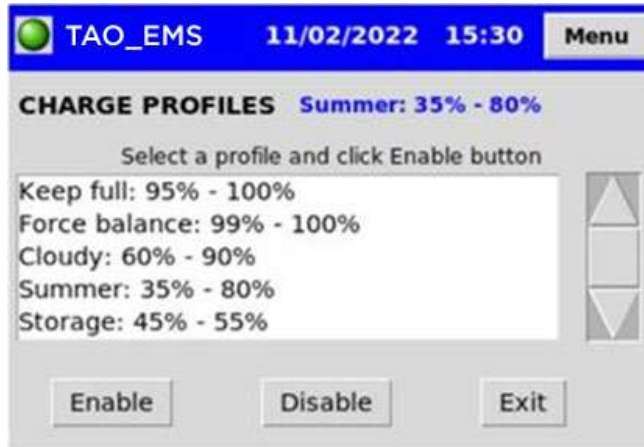 TAO_EMS 11/02/2022 15:30 Menu
CHARGE PROFILES Summer: 35% - 80%
Select a profile and click Enable button
Keep full: 95% - 100%
Force balance: 99% - 100%
Cloudy: 60% - 90%
Summer: 35% - 80%
Storage: 45% - 55%
Enable Disable Exit